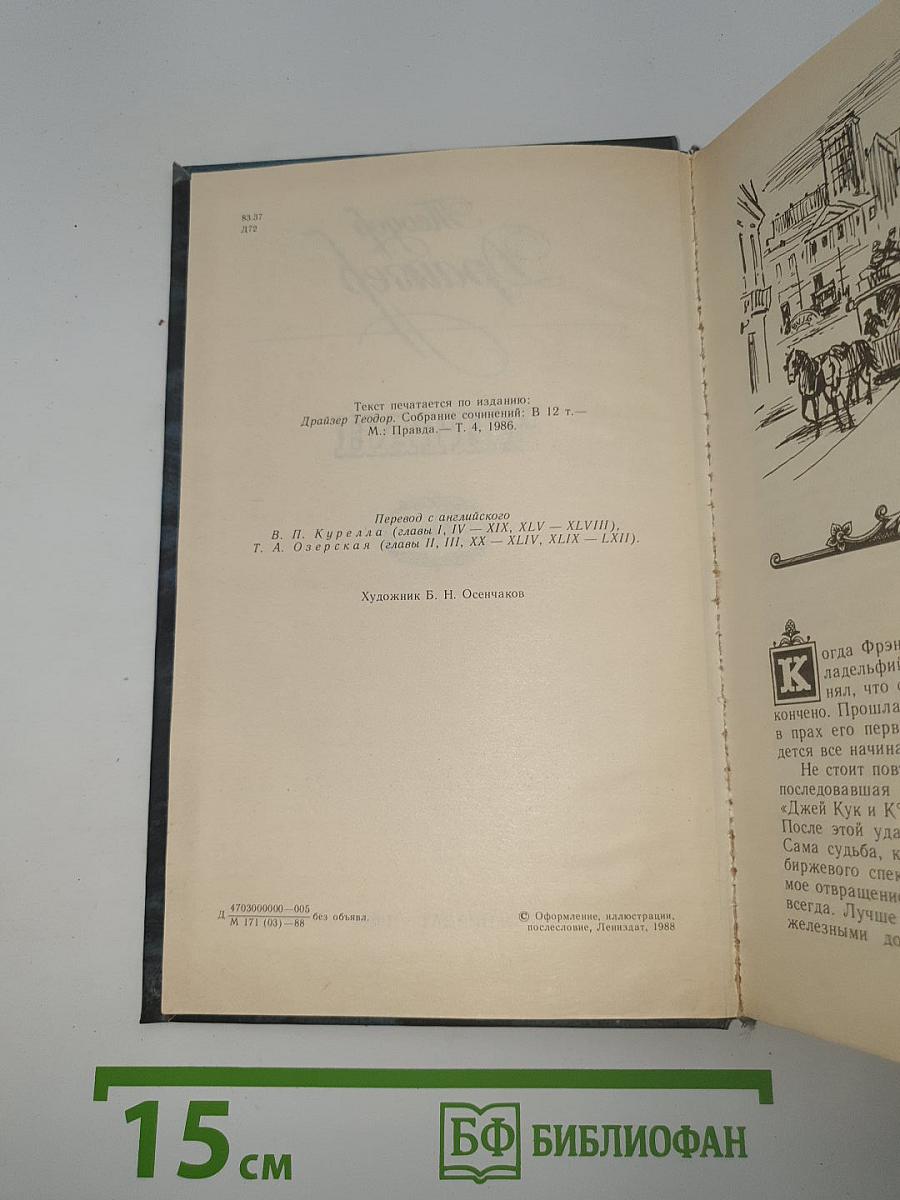 83.37
Д72
Текст печатается по изданию:
Драйзер Теодор. Собрание сочинений: В 12 т.—
М.: Правда.— Т. 4, 1986.
Перевод с английского
В. П. Курелла (главы I, IV — XIX, XLV — XLVIII),
Т. А. Озерская (главы II, III, XX — XLIV, XLIX — LXII).
Художник Б. Н. Осенчаков
Д 4703000000—005
М 171 (03)—88 без объявл.
© Оформление, иллюстрации,
послесловие, Лениздат, 1988
Когда Фрэн
ладельфий
нял, что
кончено. Прошла
в прах его перв
дется все начина
Не стоит повт
последовавшая
«Джей Кук и К°
После этой уда
Сама судьба, к
биржевого спек
мое отвращение
всегда. Лучше
железными до
15 см
БФ БИБЛИОФАН